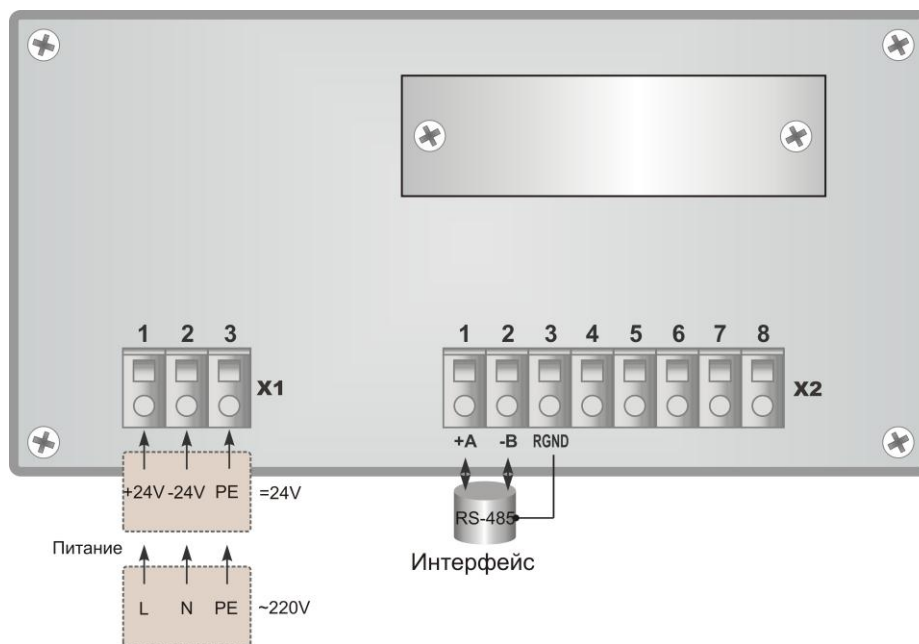 1 2 3
X1
1 2 3 4 5 6 7 8
X2
+A -B RGND
+24V -24V PE =24V
RS-485
Питание
Интерфейс
L N PE ~220V